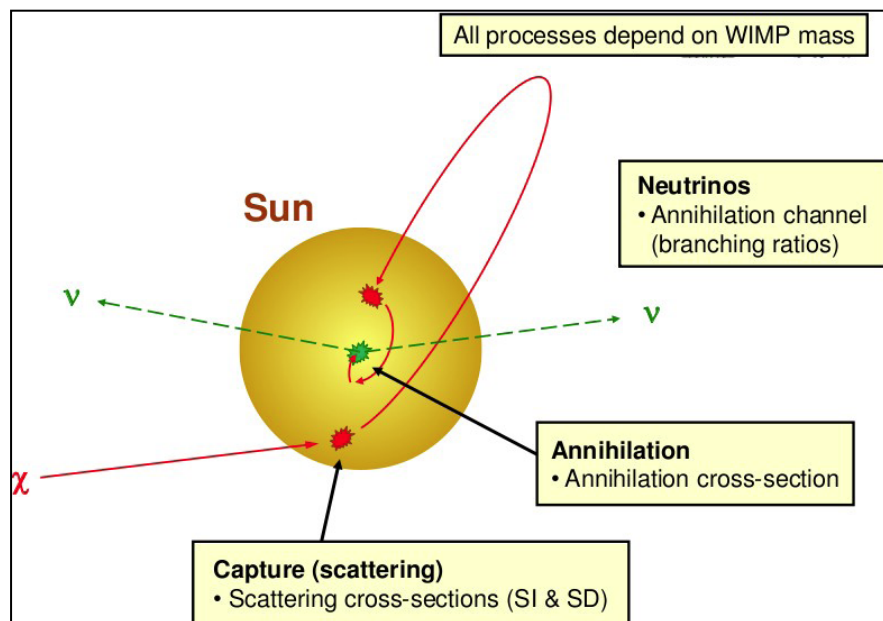 All processes depend on WIMP mass
Neutrinos
• Annihilation channel
(branching ratios)
Sun
ν
ν
Annihilation
• Annihilation cross-section
χ
Capture (scattering)
• Scattering cross-sections (SI & SD)